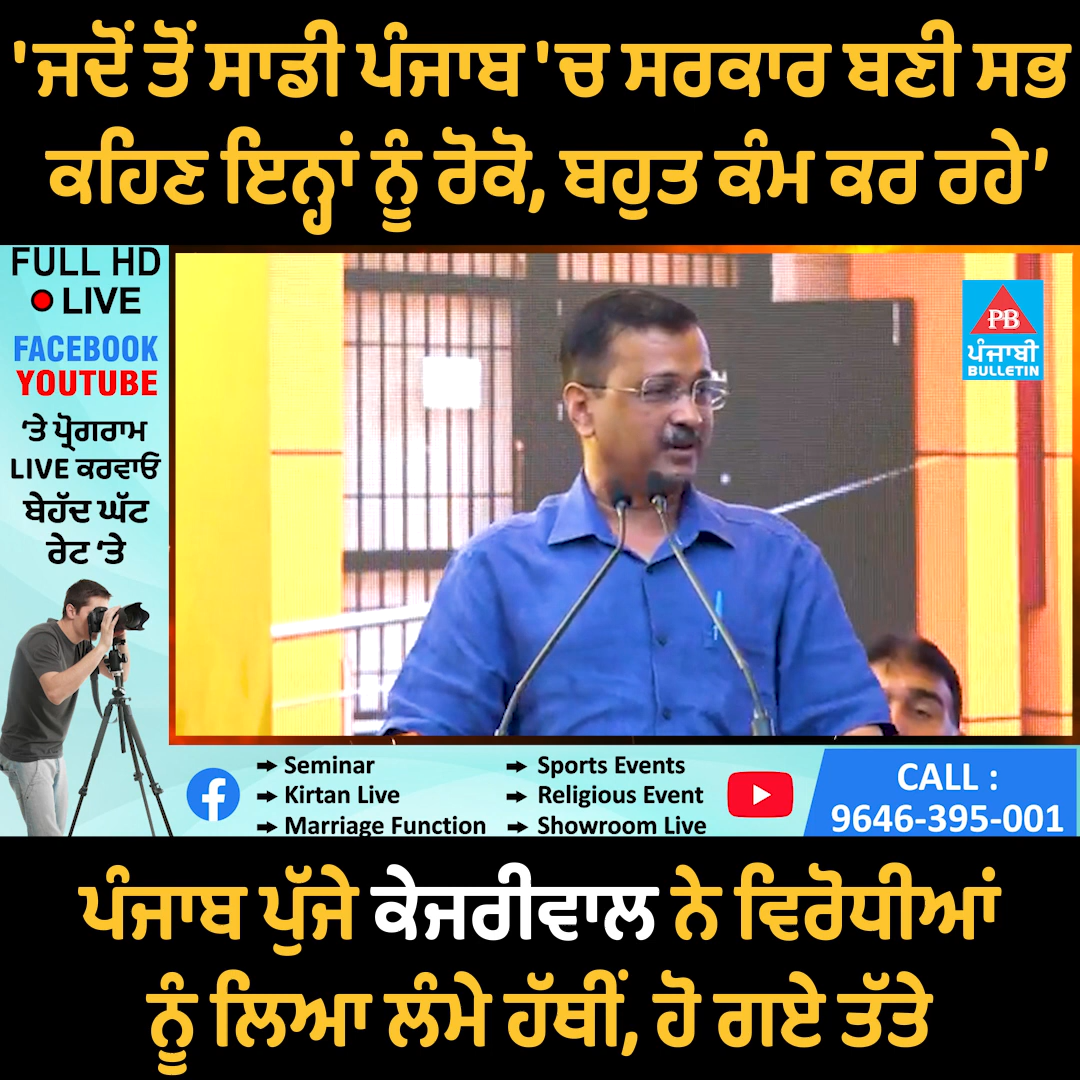 'ਜਦੋਂ ਤੋਂ ਸਾਡੀ ਪੰਜਾਬ 'ਚ ਸਰਕਾਰ ਬਣੀ ਸਭ
ਕਹਿਣ ਇਨ੍ਹਾਂ ਨੂੰ ਰੋਕੋ, ਬਹੁਤ ਕੰਮ ਕਰ ਰਹੇ’
FULL HD
LIVE
FACEBOOK
YOUTUBE
‘ਤੇ ਪ੍ਰੋਗਰਾਮ
LIVE ਕਰਵਾਓ
ਬੇਹੱਦ ਘੱਟ
ਰੇਟ ‘ਤੇ
PB
ਪੰਜਾਬੀ
BULLETIN
Seminar
Kirtan Live
Marriage Function
Sports Events
Religious Event
Showroom Live
CALL :
9646-395-001
ਪੰਜਾਬ ਪੁੱਜੇ ਕੇਜਰੀਵਾਲ ਨੇ ਵਿਰੋਧੀਆਂ
ਨੂੰ ਲਿਆ ਲੰਮੇ ਹੱਥੀਂ, ਹੋ ਗਏ ਤੱਤੇ